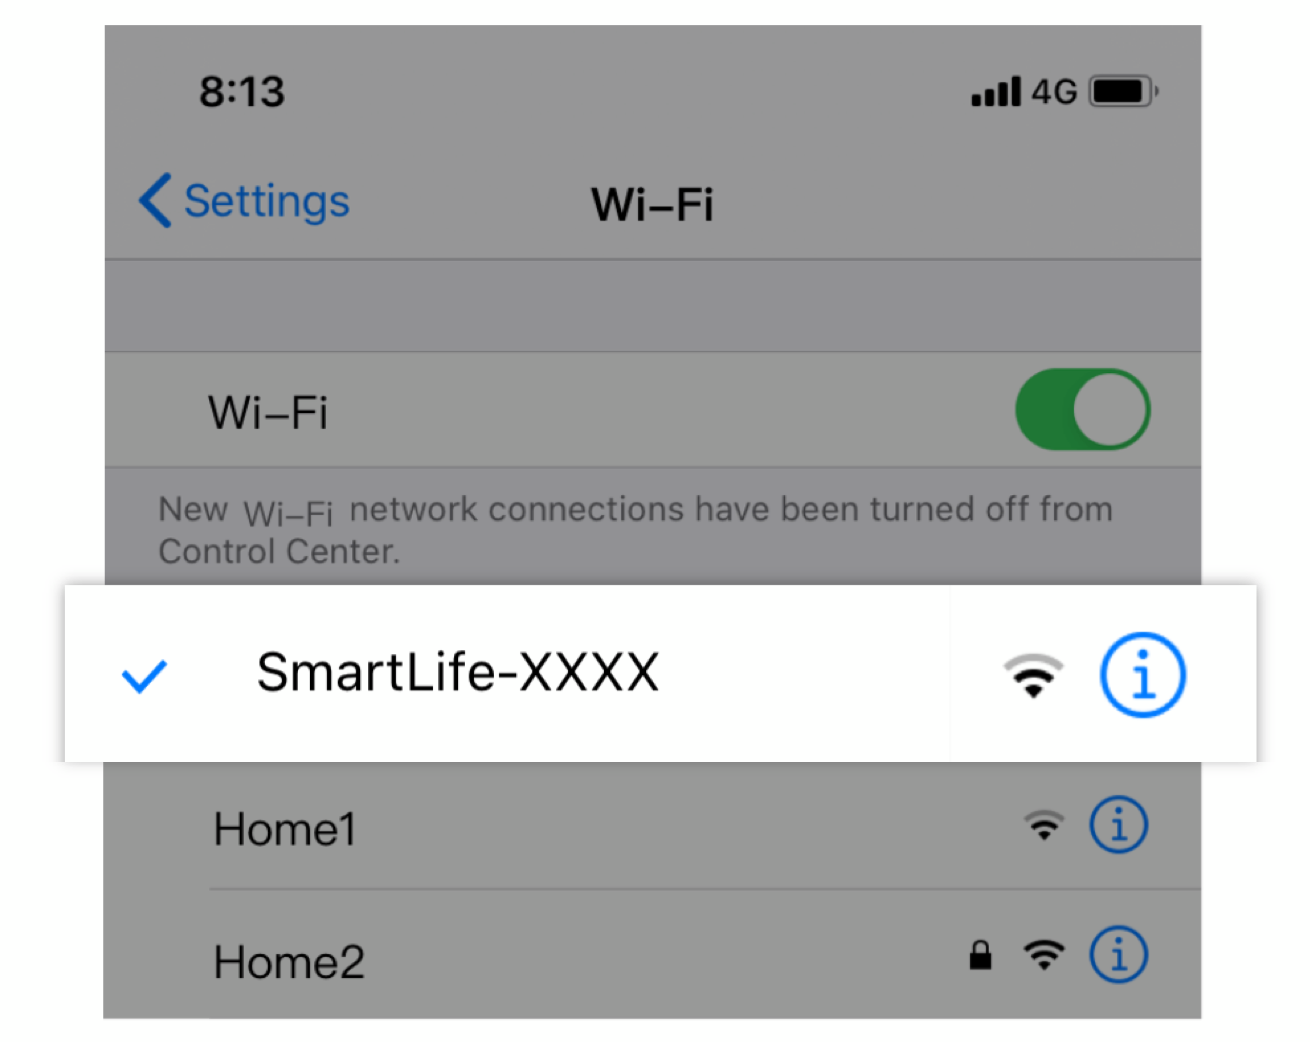 8:13 4G
Settings Wi–Fi
Wi–Fi
New Wi–Fi network connections have been turned off from
Control Center.
SmartLife-XXXX
Home1
Home2